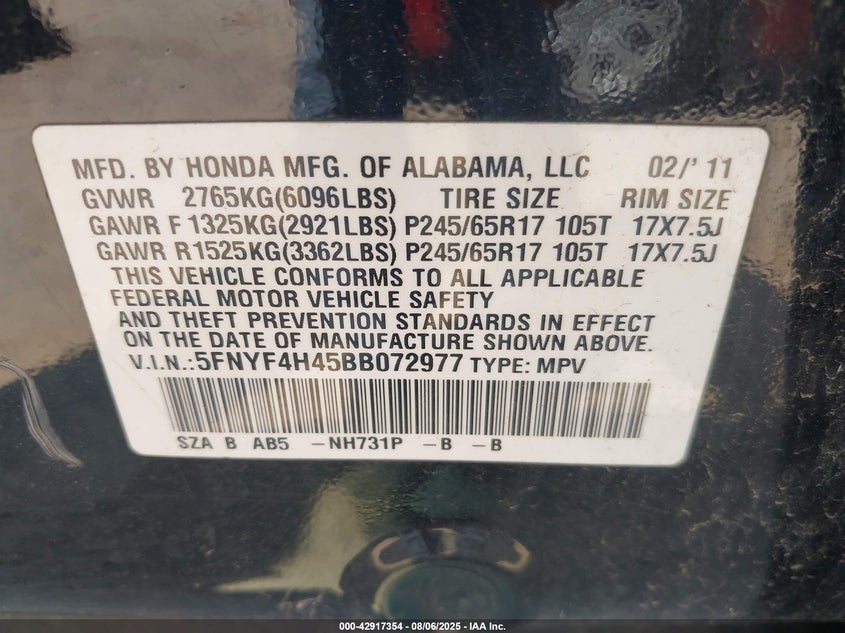 MFD. BY HONDA MFG. OF ALABAMA, LLC 02/' 11
GVWR 2765KG(6096LBS) TIRE SIZE RIM SIZE
GAWR F 1325KG(2921LBS) P245/65R17 105T 17X7.5J
GAWR R1525KG(3362LBS) P245/65R17 105T 17X7.5J
THIS VEHICLE CONFORMS TO ALL APPLICABLE
FEDERAL MOTOR VEHICLE SAFETY
AND THEFT PREVENTION STANDARDS IN EFFECT
ON THE DATE OF MANUFACTURE SHOWN ABOVE.
V.I.N.:5FNYF4H45BB072977 TYPE: MPV
SZA B AB5 -NH731P -B -B
000-42917354 - 08/06/2025 - IAA Inc.